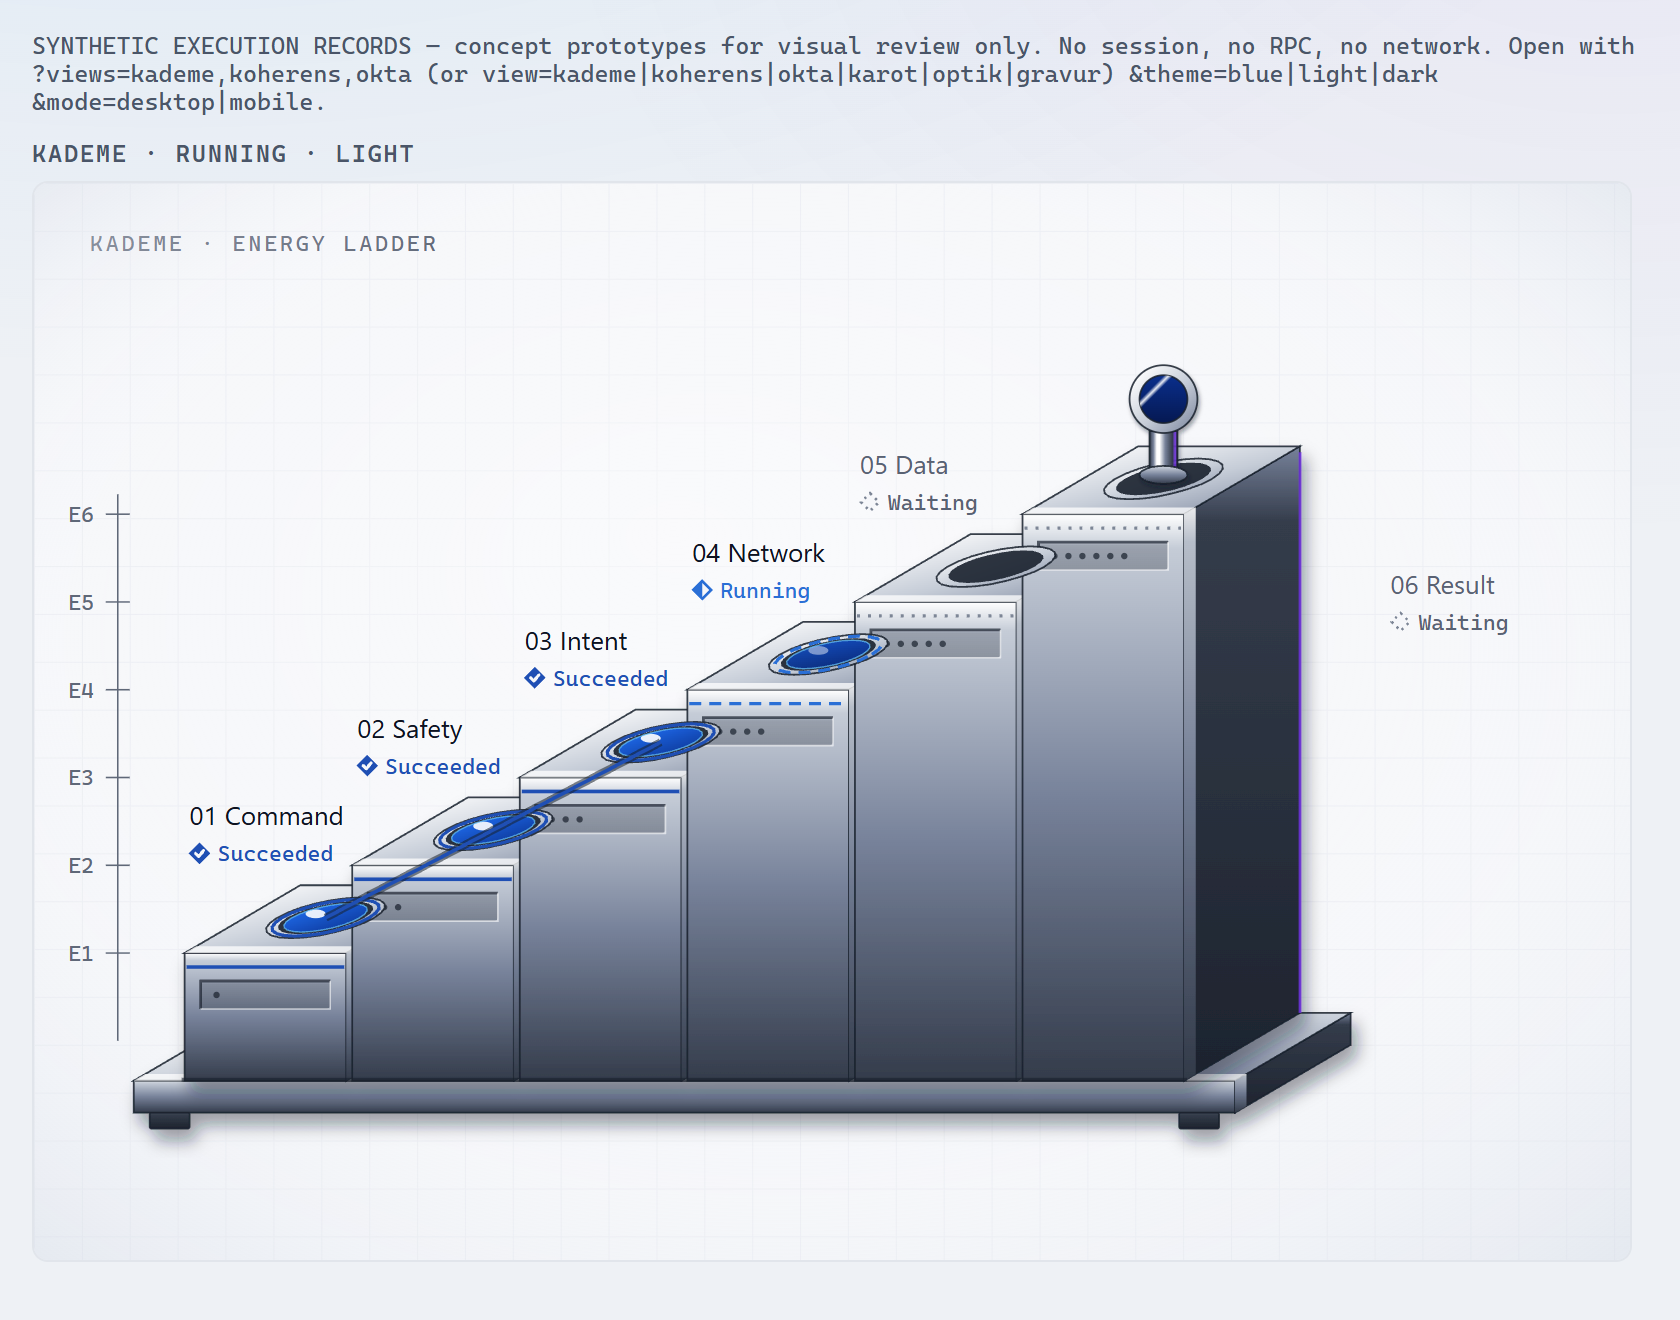 SYNTHETIC EXECUTION RECORDS — concept prototypes for visual review only. No session, no RPC, no network. Open with
?views=kademe,koherens,okta (or view=kademe|koherens|okta|karot|optik|gravur) &theme=blue|light|dark
&mode=desktop|mobile.
KADEME · RUNNING · LIGHT
KADEME · ENERGY LADDER
05 Data
Waiting
E6
04 Network
Running
06 Result
Waiting
E5
03 Intent
Succeeded
E4
02 Safety
Succeeded
E3
01 Command
Succeeded
E2
E1